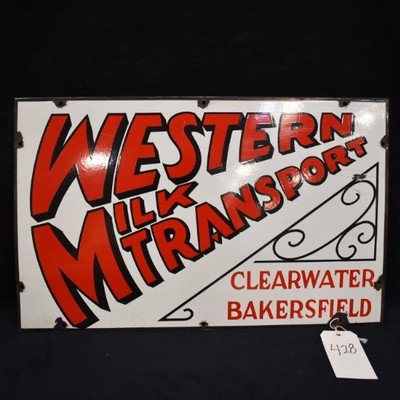 WESTERN
MILK
TRANSPORT
CLEARWATER
BAKERSFIELD
428